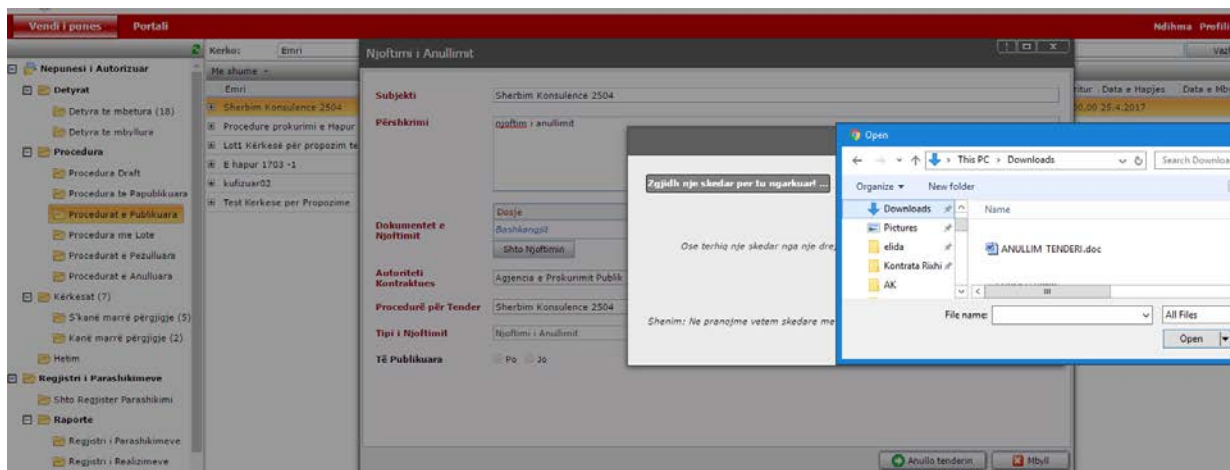 Vendi i punes
Portali
Ndihma
Kerko:
Emri
Nepunesi i Autorizuar
Detyrat
Detyra te mbetura (18)
Detyra te mbyllura
Procedura
Procedura Draft
Procedura te Papublikuara
Procedurat e Publikuara
Procedura me Lote
Procedurat e Pezulluara
Procedurat e Anulluara
Kërkesat (7)
S'kanë marrë përgjigje (5)
Kanë marrë përgjigje (2)
Hetim
Regjistri i Parashikimeve
Shto Regjister Parashikimi
Raporte
Regjistri i Parashikimeve
Regjistri i Realizimeve
Me shume
Emri
Sherbim Konsulence 2504
Procedure prokurimi e Hapur
Lot1 Kërkesë për propozim te
E hapur 1703 -1
kufizuar02
Test Kerkese per Propozime
Data e Hapjes
Data e
00.00 25.4.2017
Njoftimi i Anullimit
Subjekti
Sherbim Konsulence 2504
Përshkrimi
njoftim i anullimit
Dokumentet e
Njoftimit
Dosje
Bashkangjit
Shto Njoftimin
Autoriteti
Kontraktues
Agjencia e Prokurimit Publik
Procedurë për Tender
Sherbim Konsulence 2504
Tipi i Njoftimit
Njoftimi i Anullimit
Të Publikuara
Po
Jo
Anullo tenderin
Mbyll
Zgjidh nje skedar per tu ngarkuar! ...
Ose terhiq nje skedar nga nje
Shenim: Ne pranojme vetem skedare me
Open
This PC > Downloads
Search
Organize
New folder
Downloads
Pictures
elida
Kontrata Rixhi
AK
Name
ANULLIM TENDERI.doc
File name:
All Files
Open